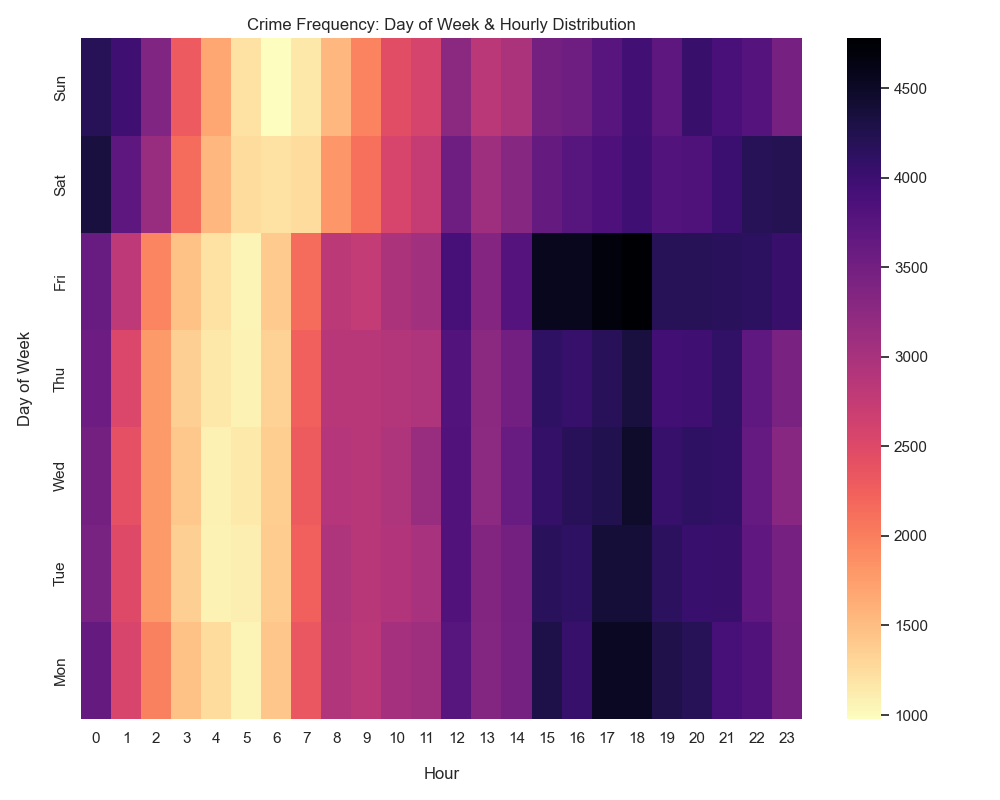 Crime Frequency: Day of Week & Hourly Distribution
Day of Week
Sun
Sat
Fri
Thu
Wed
Tue
Mon
0 1 2 3 4 5 6 7 8 9 10 11 12 13 14 15 16 17 18 19 20 21 22 23
Hour
4500
4000
3500
3000
2500
2000
1500
1000